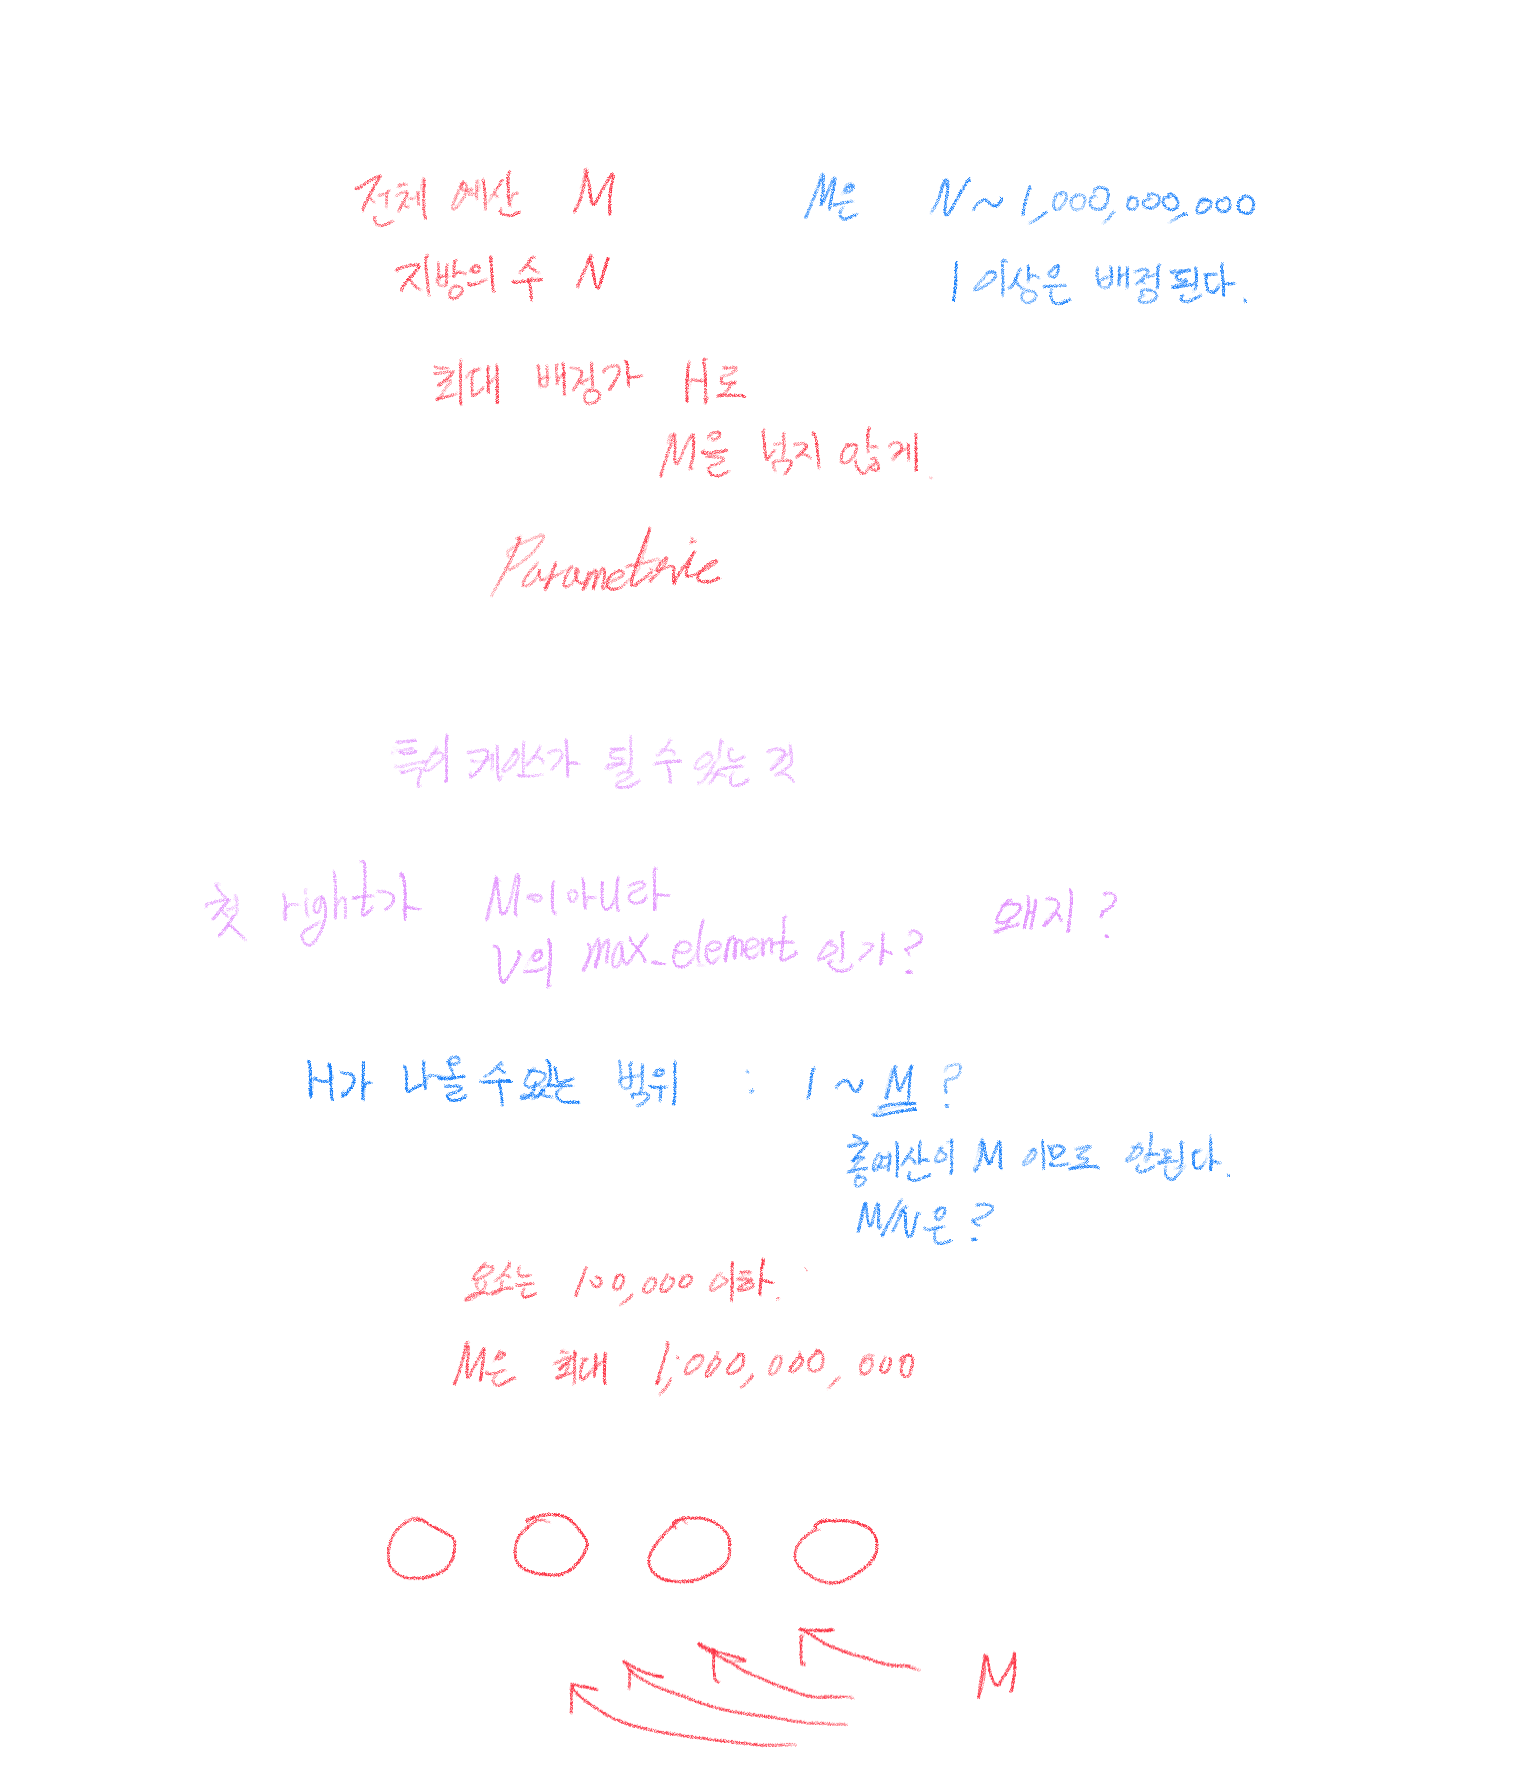 전체 예산 M
M은 N ~ 1,000,000,000
지방의 수 N
1 이상은 배정된다.
최대 배정가 H로
M을 넘지 않게.
Parametric
투어 케이스가 될 수 있는 것
첫 right가 M이 아니라
왜지?
V의 max_element 인가?
H가 나올 수 있는 범위 : 1 ~ M ?
총예산이 M 이므로 안된다.
M/N은?
요소는 100,000 이하.
M은 최대 1,000,000,000
M